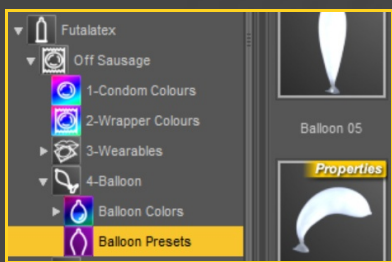 Futalatex
Off Sausage
1-Condom Colours
2-Wrapper Colours
3-Wearables
4-Balloon
Balloon Colors
Balloon Presets
Balloon 05
Properties